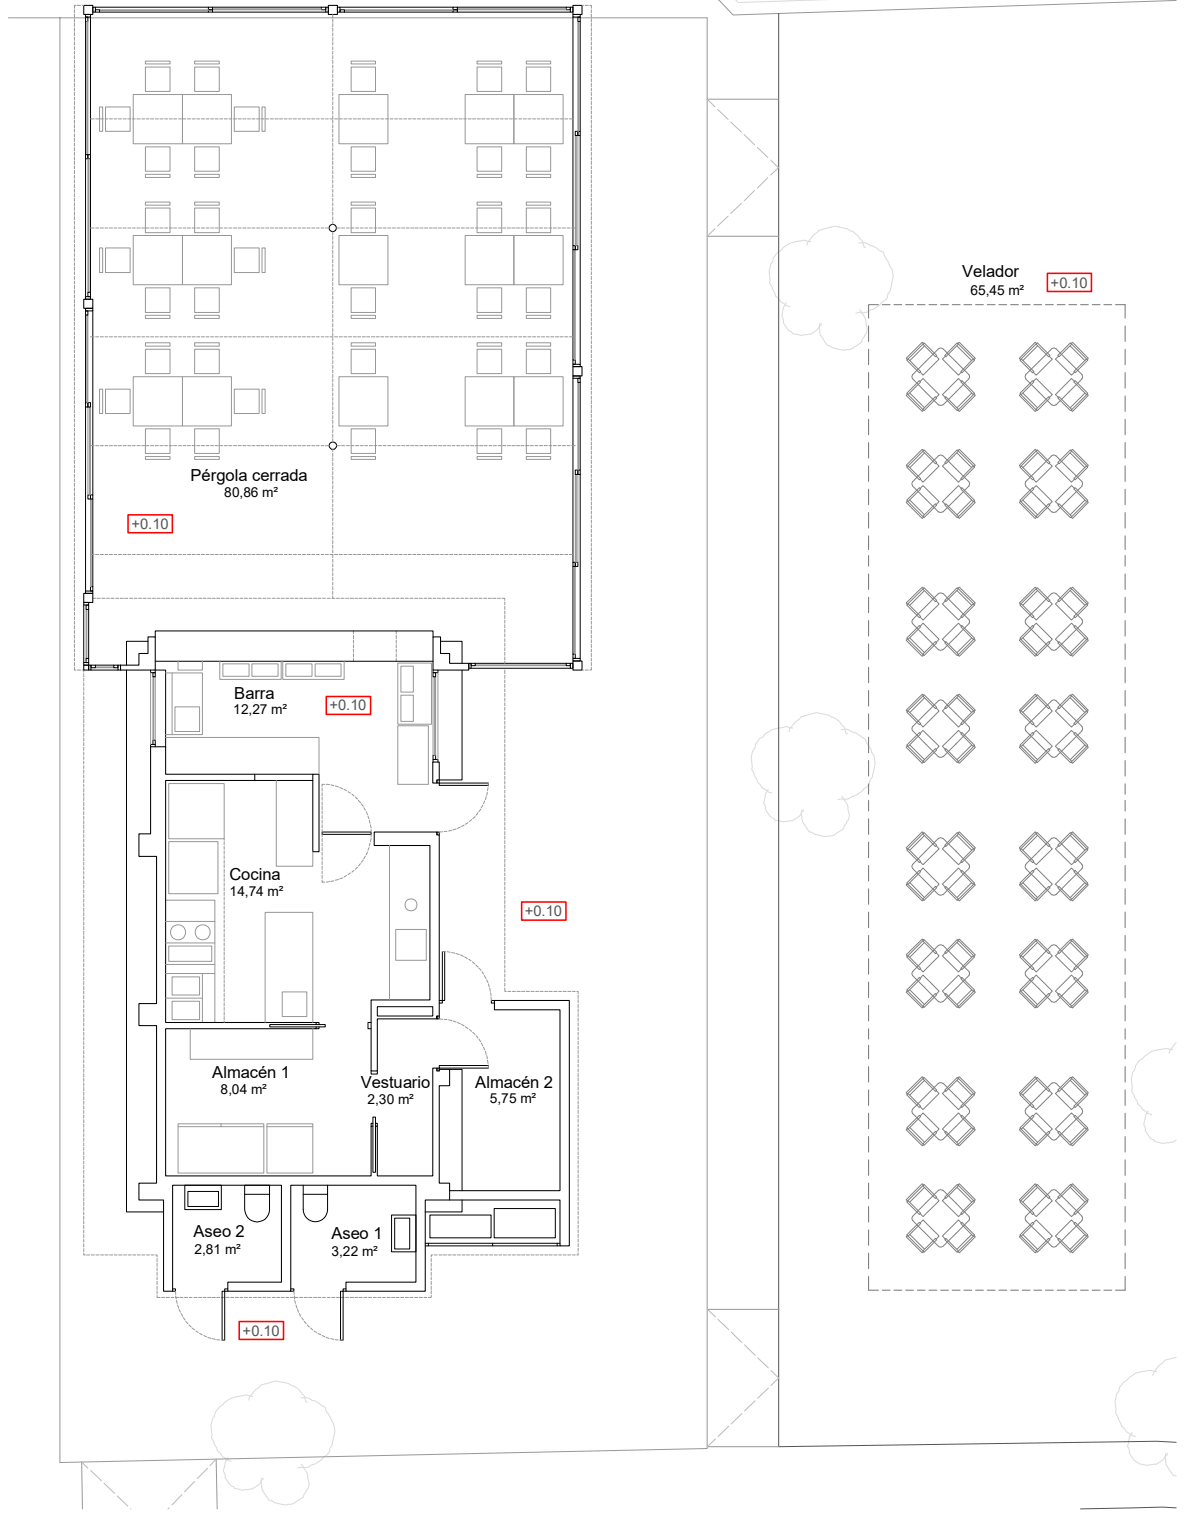 Velador
65,45 m²
+0.10
Pérgola cerrada
80,86 m²
+0.10
Barra
12,27 m²
+0.10
Cocina
14,74 m²
+0.10
Almacén 1
8,04 m²
Vestuario
2,30 m²
Almacén 2
5,75 m²
Aseo 2
2,81 m²
Aseo 1
3,22 m²
+0.10